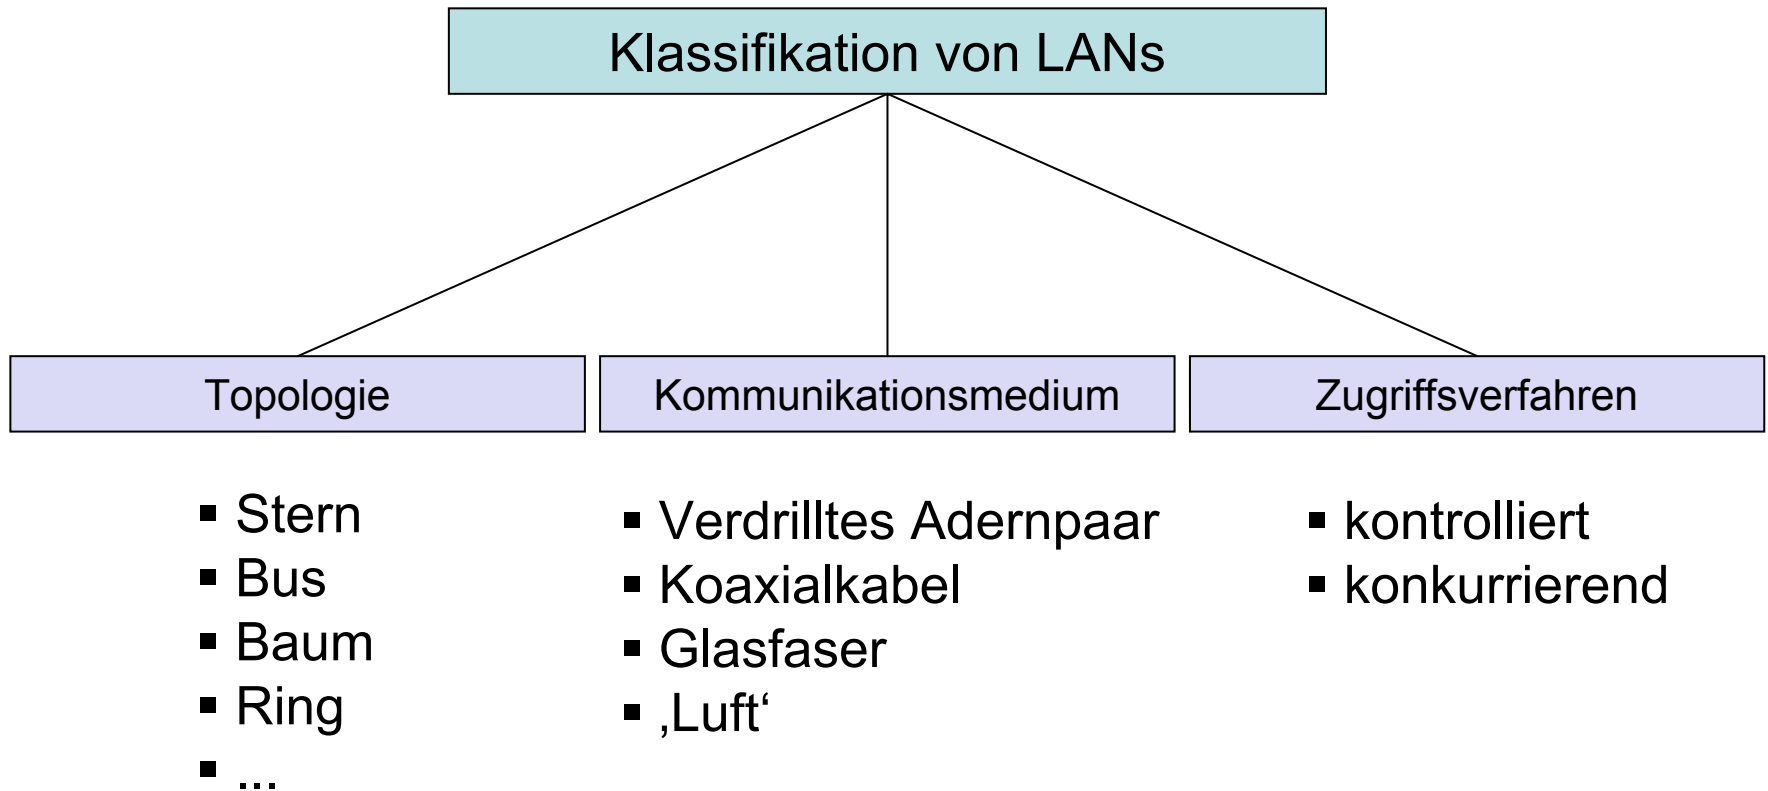 Klassifikation von LANs
Topologie
Kommunikationsmedium
Zugriffsverfahren
▪ Stern
▪ Bus
▪ Baum
▪ Ring
▪ ...
▪ Verdrilltes Adernpaar
▪ Koaxialkabel
▪ Glasfaser
▪ ‚Luft‘
▪ kontrolliert
▪ konkurrierend